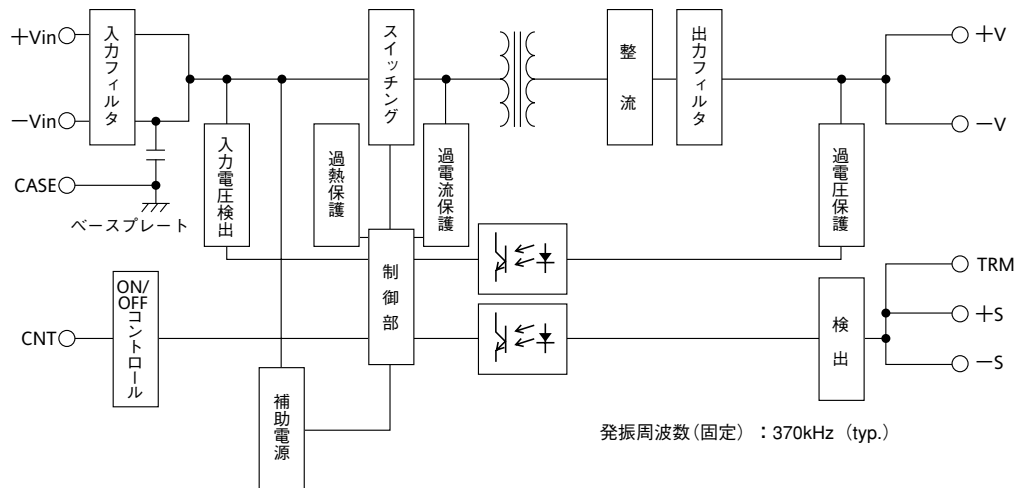 +Vin
−Vin
CASE
ベースプレート
CNT
入力フィルタ
入力電圧検出
ON/
OFF
コントロール
補助電源
スイッチング
過熱保護
過電流保護
制御部
整流
出力フィルタ
過電圧保護
検出
+V
−V
TRM
+S
−S
発振周波数(固定):370kHz (typ.)